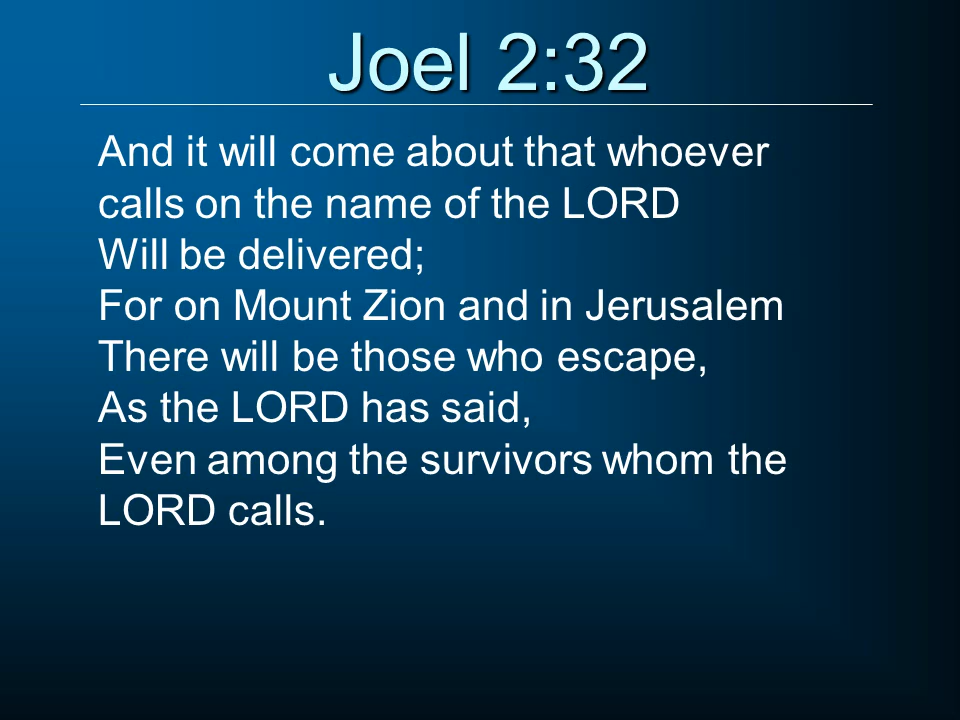 Joel 2:32
And it will come about that whoever
calls on the name of the LORD
Will be delivered;
For on Mount Zion and in Jerusalem
There will be those who escape,
As the LORD has said,
Even among the survivors whom the
LORD calls.